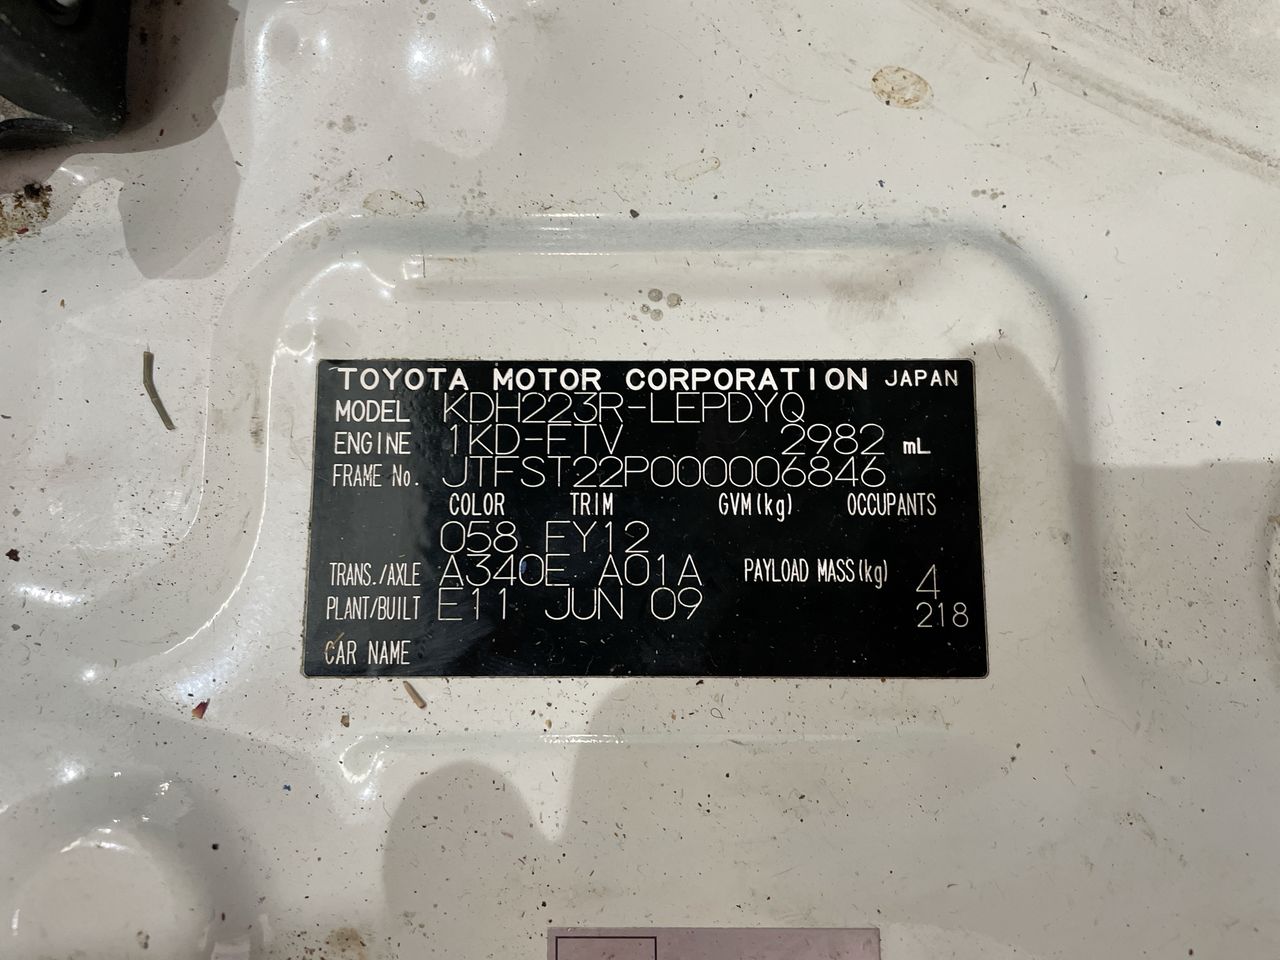 TOYOTA MOTOR CORPORATION JAPAN
MODEL KDH223R-LEPDYQ
ENGINE 1KD-FTV 2982 mL
FRAME No. JTFST22P000006846
COLOR TRIM GVM(kg) OCCUPANTS
058 FY12
TRANS./AXLE A340E A01A PAYLOAD MASS(kg) 4
PLANT/BUILT E11 JUN 09 218
CAR NAME